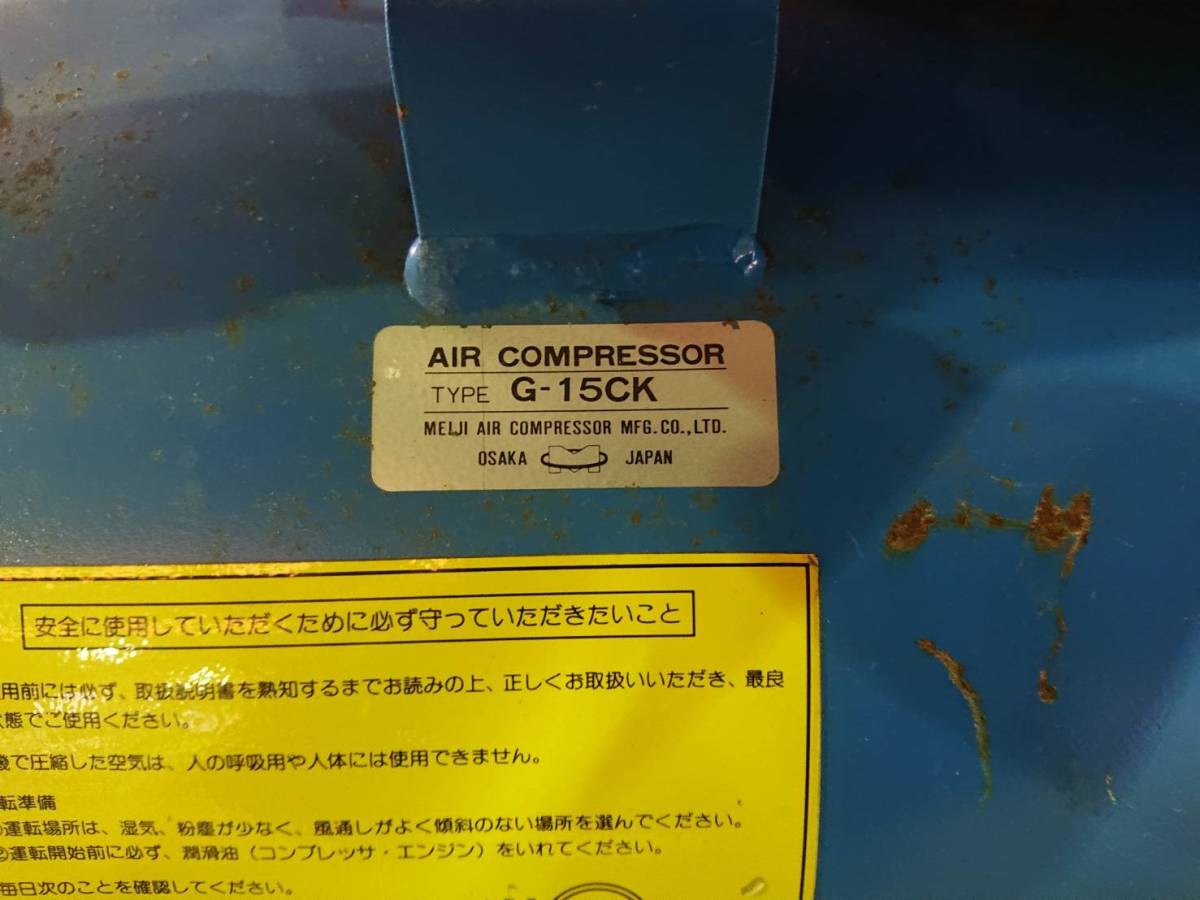 AIR COMPRESSOR
TYPE G-15CK
MEIJI AIR COMPRESSOR MFG. CO., LTD.
OSAKA JAPAN
安全に使用していただくために必ず守っていただきたいこと
用前には必ず、取扱説明書を熟知するまでお読みの上、正しくお取扱いいただき、最良
態でご使用ください。
で圧縮した空気は、人の呼吸用や人体には使用できません。
転準備
運転場所は、湿気、粉塵が少なく、風通しがよく傾斜のない場所を選んでください。
②運転開始前に必ず、潤滑油（コンプレッサ・エンジン）をいれてください。
毎日次のことを確認してください。